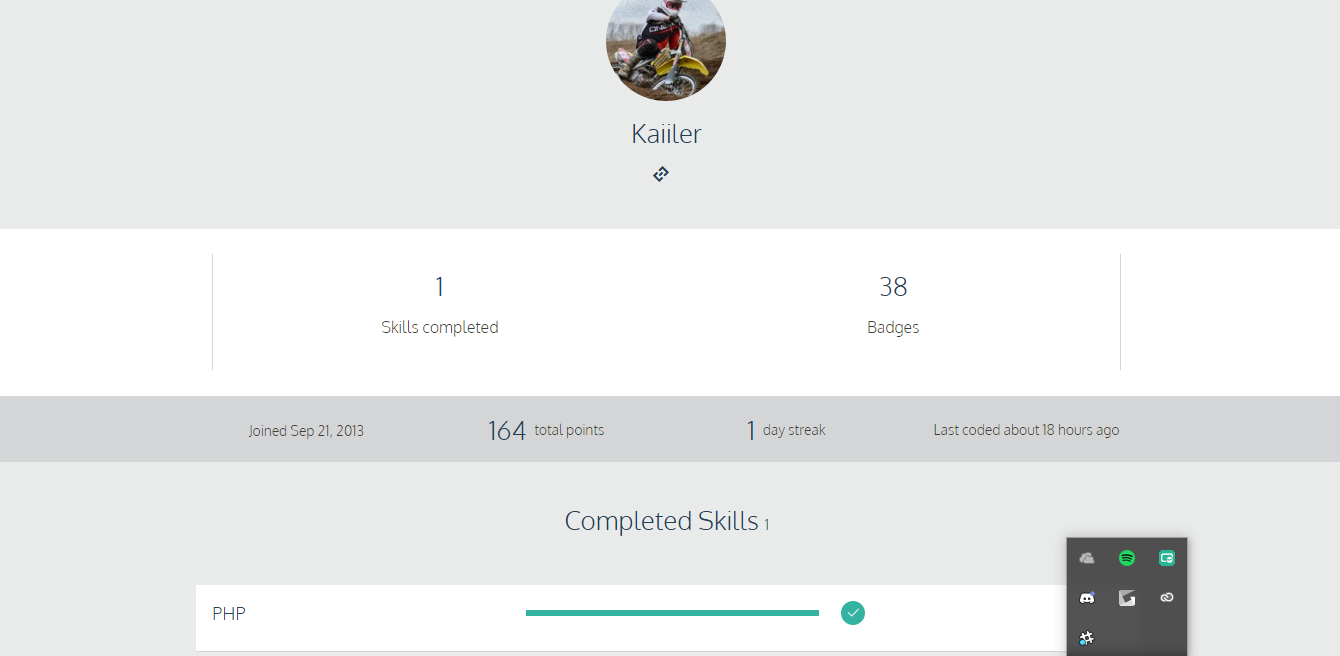 Kaiiler
1
38
Skills completed
Badges
Joined Sep 21, 2013
164 total points
1 day streak
Last coded about 18 hours ago
Completed Skills 1
PHP